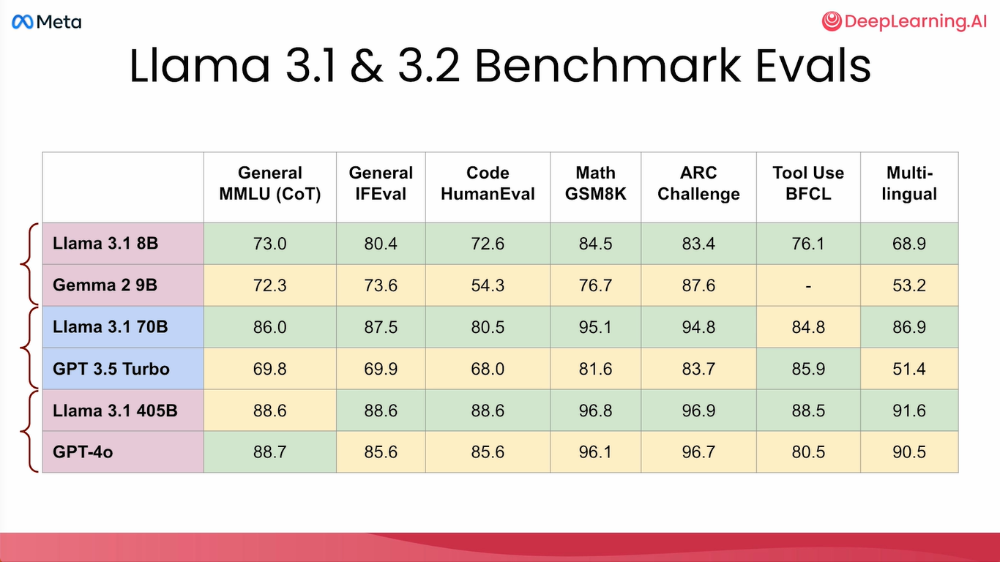 Meta
DeepLearning.AI
Llama 3.1 & 3.2 Benchmark Evals
General MMLU (CoT) General IFEval Code HumanEval Math GSM8K ARC Challenge Tool Use BFCL Multi-lingual
Llama 3.1 8B 73.0 80.4 72.6 84.5 83.4 76.1 68.9
Gemma 2 9B 72.3 73.6 54.3 76.7 87.6 - 53.2
Llama 3.1 70B 86.0 87.5 80.5 95.1 94.8 84.8 86.9
GPT 3.5 Turbo 69.8 69.9 68.0 81.6 83.7 85.9 51.4
Llama 3.1 405B 88.6 88.6 88.6 96.8 96.9 88.5 91.6
GPT-4o 88.7 85.6 85.6 96.1 96.7 80.5 90.5